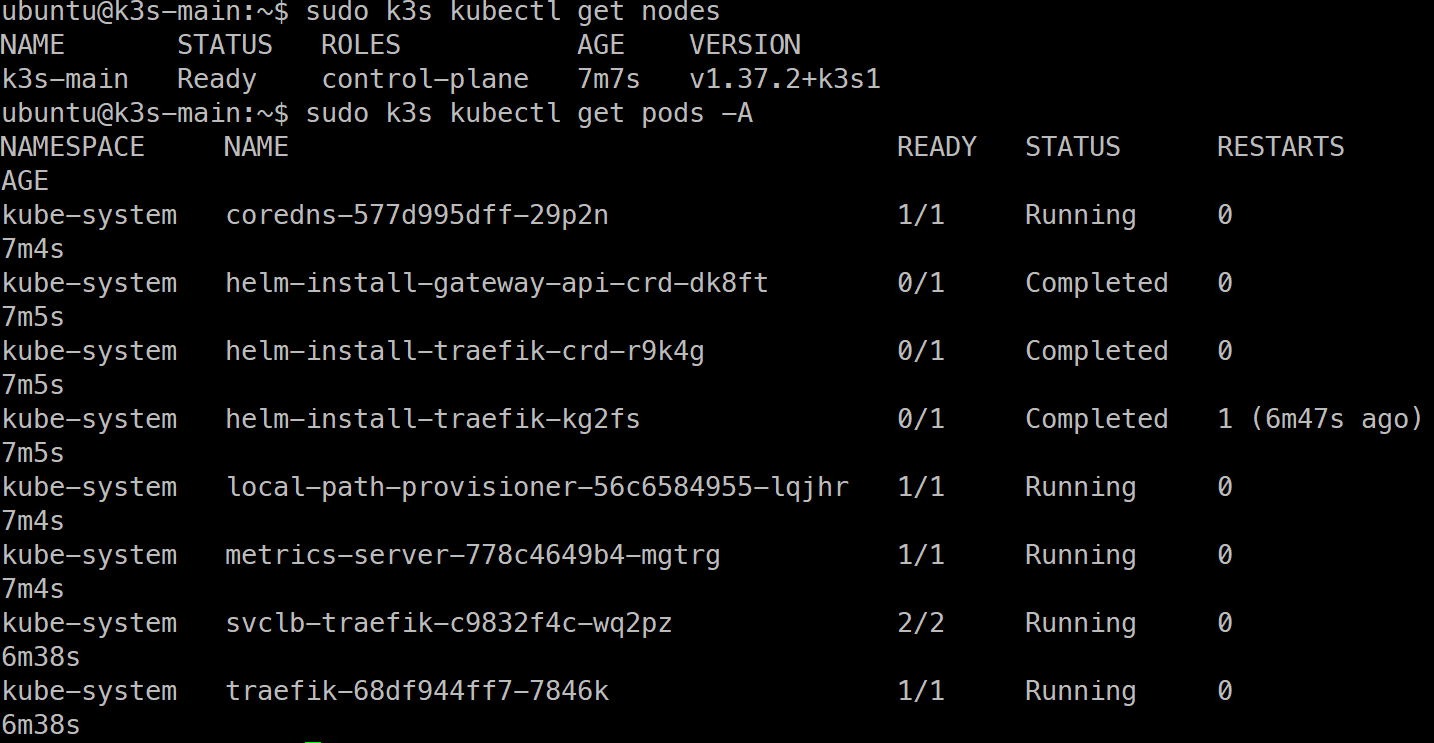 ubuntu@k3s-main:~$ sudo k3s kubectl get nodes
NAME       STATUS   ROLES           AGE    VERSION
k3s-main   Ready    control-plane   7m7s   v1.37.2+k3s1
ubuntu@k3s-main:~$ sudo k3s kubectl get pods -A
NAMESPACE     NAME                                      READY   STATUS      RESTARTS
AGE
kube-system   coredns-577d995dff-29p2n                  1/1     Running     0
7m4s
kube-system   helm-install-gateway-api-crd-dk8ft        0/1     Completed   0
7m5s
kube-system   helm-install-traefik-crd-r9k4g            0/1     Completed   0
7m5s
kube-system   helm-install-traefik-kg2fs                0/1     Completed   1 (6m47s ago)
7m5s
kube-system   local-path-provisioner-56c6584955-lqjhr   1/1     Running     0
7m4s
kube-system   metrics-server-778c4649b4-mgtrg           1/1     Running     0
7m4s
kube-system   svclb-traefik-c9832f4c-wq2pz              2/2     Running     0
6m38s
kube-system   traefik-68df944ff7-7846k                  1/1     Running     0
6m38s